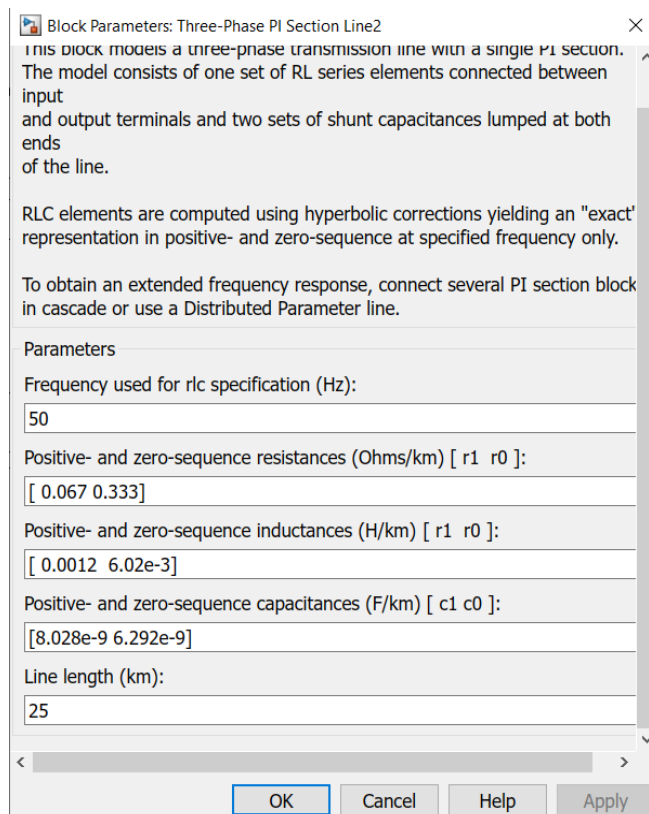 Block Parameters: Three-Phase PI Section Line2
This block models a three-phase transmission line with a single PI section.
The model consists of one set of RL series elements connected between
input
and output terminals and two sets of shunt capacitances lumped at both
ends
of the line.
RLC elements are computed using hyperbolic corrections yielding an "exact"
representation in positive- and zero-sequence at specified frequency only.
To obtain an extended frequency response, connect several PI section block
in cascade or use a Distributed Parameter line.
Parameters
Frequency used for rlc specification (Hz):
50
Positive- and zero-sequence resistances (Ohms/km) [ r1  r0 ]:
[ 0.067 0.333]
Positive- and zero-sequence inductances (H/km) [ r1  r0 ]:
[ 0.0012  6.02e-3]
Positive- and zero-sequence capacitances (F/km) [ c1 c0 ]:
[8.028e-9 6.292e-9]
Line length (km):
25
OK Cancel Help Apply